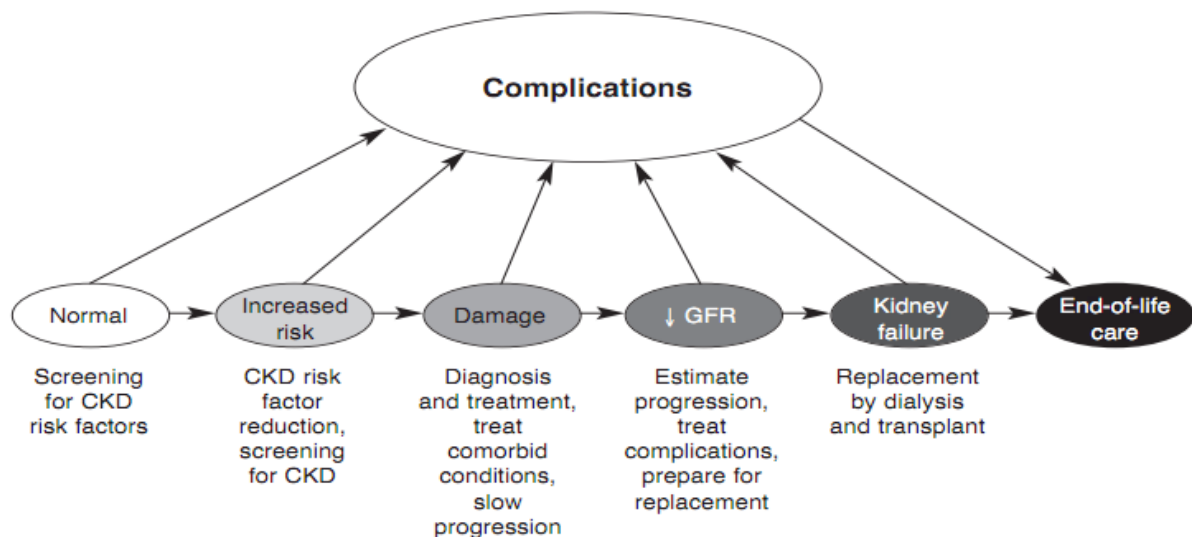 Complications
Normal
Increased
risk
Damage
↓ GFR
Kidney
failure
End-of-life
care
Screening
for CKD
risk factors
CKD risk
factor
reduction,
screening
for CKD
Diagnosis
and treatment,
treat
comorbid
conditions,
slow
progression
Estimate
progression,
treat
complications,
prepare for
replacement
Replacement
by dialysis
and transplant